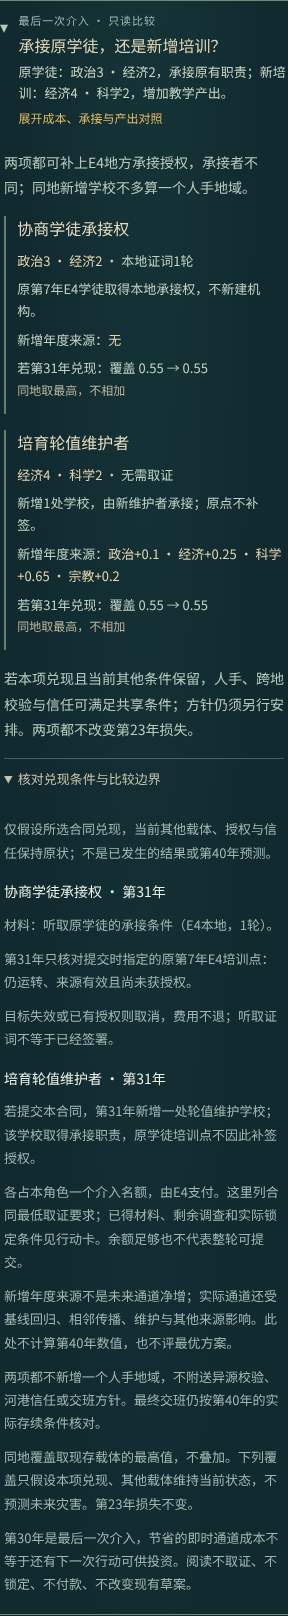 最后一次介入 · 只读比较
承接原学徒，还是新增培训？
原学徒：政治3 · 经济2，承接原有职责；新培
训：经济4 · 科学2，增加教学产出。
展开成本、承接与产出对照
两项都可补上E4地方承接授权，承接者不
同；同地新增学校不多算一个人手地域。
协商学徒承接权
政治3 · 经济2 · 本地证词1轮
原第7年E4学徒取得本地承接权，不新建机
构。
新增年度来源：无
若第31年兑现：覆盖 0.55 → 0.55
同地取最高，不相加
培育轮值维护者
经济4 · 科学2 · 无需取证
新增1处学校，由新维护者承接；原点不补
签。
新增年度来源：政治+0.1 · 经济+0.25 · 科学
+0.65 · 宗教+0.2
若第31年兑现：覆盖 0.55 → 0.55
同地取最高，不相加
若本项兑现且当前其他条件保留，人手、跨地
校验与信任可满足共享条件；方针仍须另行安
排。两项都不改变第23年损失。
▼ 核对兑现条件与比较边界
仅假设所选合同兑现，当前其他载体、授权与信
任保持原状；不是已发生的结果或第40年预测。
协商学徒承接权 · 第31年
材料：听取原学徒的承接条件（E4本地，1轮）。
第31年只核对提交时指定的原第7年E4培训点：
仍运转、来源有效且尚未获授权。
目标失效或已有授权则取消，费用不退；听取证
词不等于已经签署。
培育轮值维护者 · 第31年
若提交本合同，第31年新增一处轮值维护学校；
该学校取得承接职责，原学徒培训点不因此补签
授权。
各占本角色一个介入名额，由E4支付。这里列合
同最低取证要求；已得材料、剩余调查和实际锁
定条件见行动卡。余额足够也不代表整轮可提
交。
新增年度来源不是未来通道净增；实际通道还受
基线回归、相邻传播、维护与其他来源影响。此
处不计算第40年数值，也不评最优方案。
两项都不新增一个人手地域，不附送异源校验、
河港信任或交班方针。最终交班仍按第40年的实
际存续条件核对。
同地覆盖取现存载体的最高值，不叠加。下列覆
盖只假设本项兑现、其他载体维持当前状态，不
预测未来灾害。第23年损失不变。
第30年是最后一次介入，节省的即时通道成本不
等于还有下一次行动可供投资。阅读不取证、不
锁定、不付款、不改变现有草案。